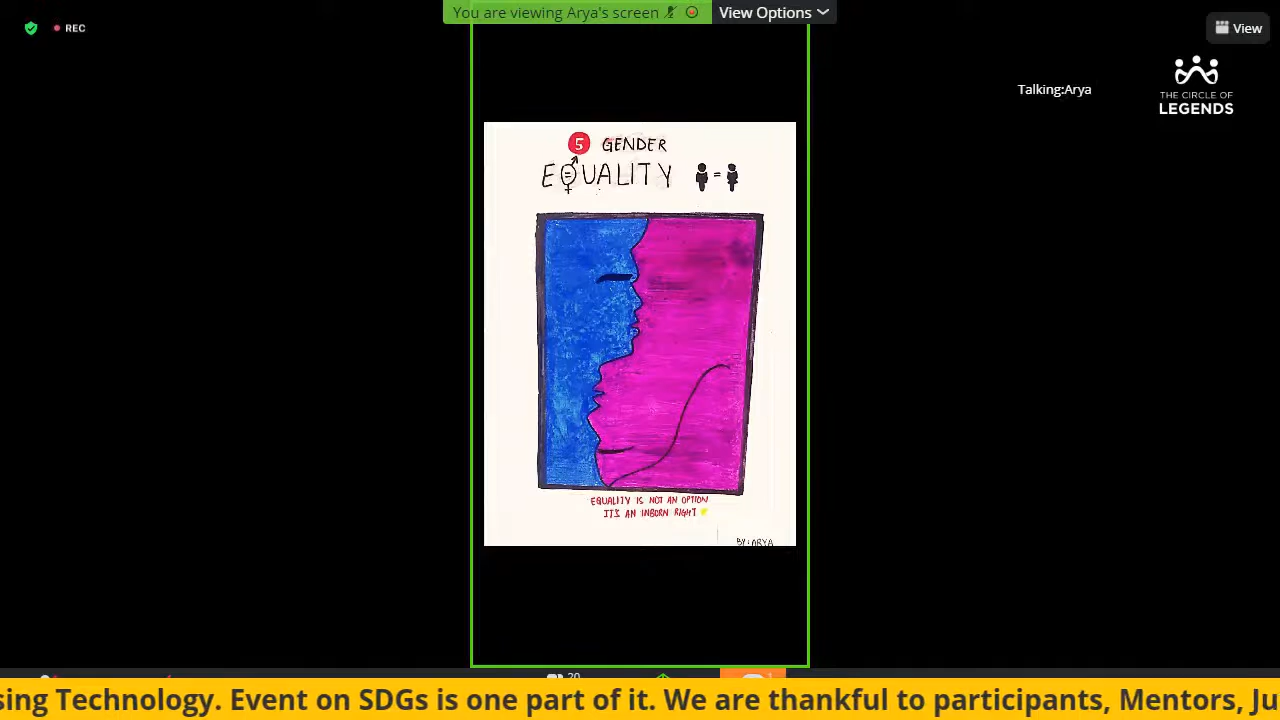 You are viewing Arya's screen
View Options
REC
View
Talking:Arya
THE CIRCLE OF
LEGENDS
5 GENDER
EQUALITY
=
EQUALITY IS NOT AN OPTION
IT'S AN INBORN RIGHT
BY: ARYA
20
1
sing Technology. Event on SDGs is one part of it. We are thankful to participants, Mentors, Ju